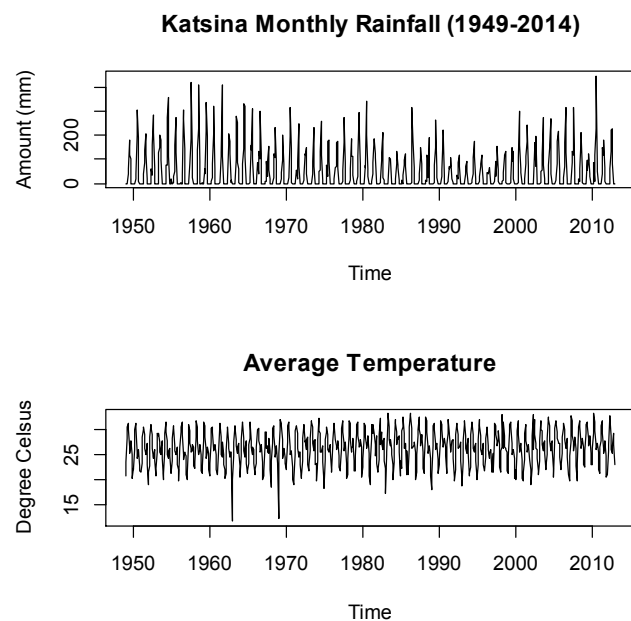 Katsina Monthly Rainfall (1949-2014)
Amount (mm)
200
0
1950 1960 1970 1980 1990 2000 2010
Time
Average Temperature
Degree Celsus
25
15
1950 1960 1970 1980 1990 2000 2010
Time